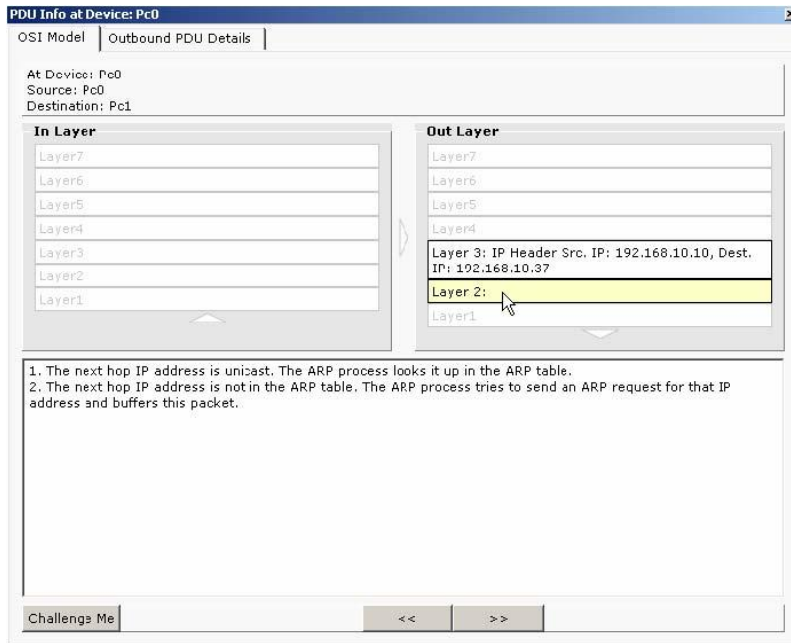 PDU Info at Device: Pc0
OSI Model
Outbound PDU Details
At Device: Pc0
Source: Pc0
Destination: Pc1
In Layer
Layer7
Layer6
Layer5
Layer4
Layer3
Layer2
Layer1
Out Layer
Layer7
Layer6
Layer5
Layer4
Layer 3: IP Header Src. IP: 192.168.10.10, Dest.
IP: 192.168.10.37
Layer 2:
Layer1
1. The next hop IP address is unicast. The ARP process looks it up in the ARP table.
2. The next hop IP address is not in the ARP table. The ARP process tries to send an ARP request for that IP
address and buffers this packet.
Challenge Me
<<
>>